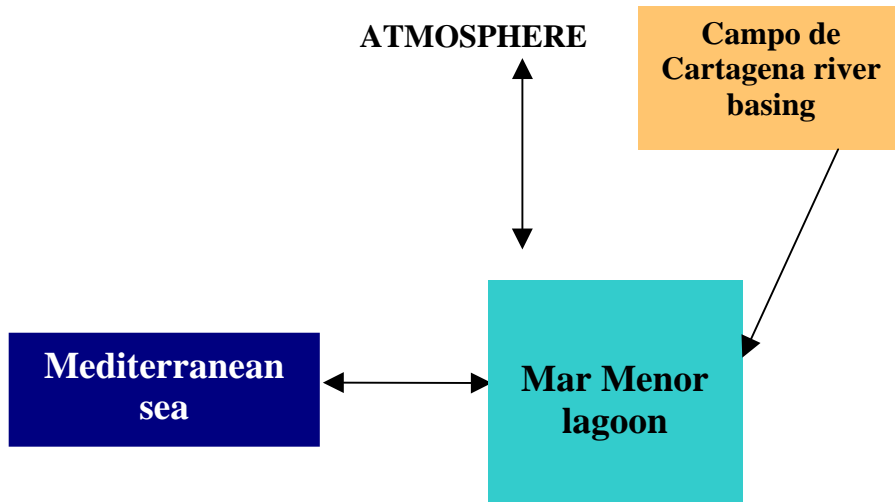 ATMOSPHERE
Campo de
Cartagena river
basing
Mediterranean
sea
Mar Menor
lagoon